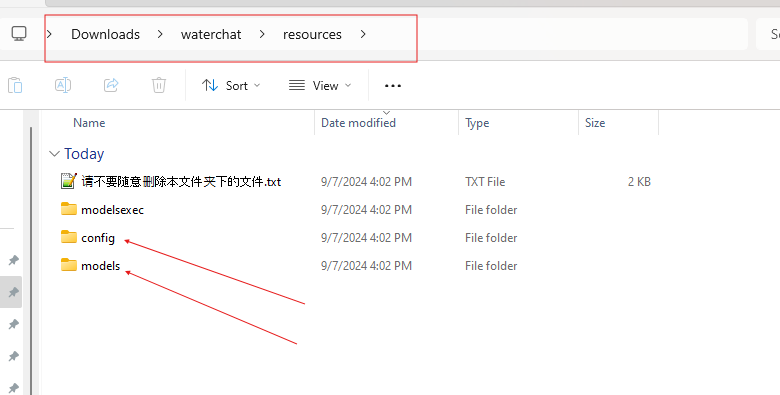 Downloads > waterchat > resources >
Se
Sort View ...
Name Date modified Type Size
Today
请不要随意删除本文件夹下的文件.txt 9/7/2024 4:02 PM TXT File 2 KB
modelsexec 9/7/2024 4:02 PM File folder
config 9/7/2024 4:02 PM File folder
models 9/7/2024 4:02 PM File folder